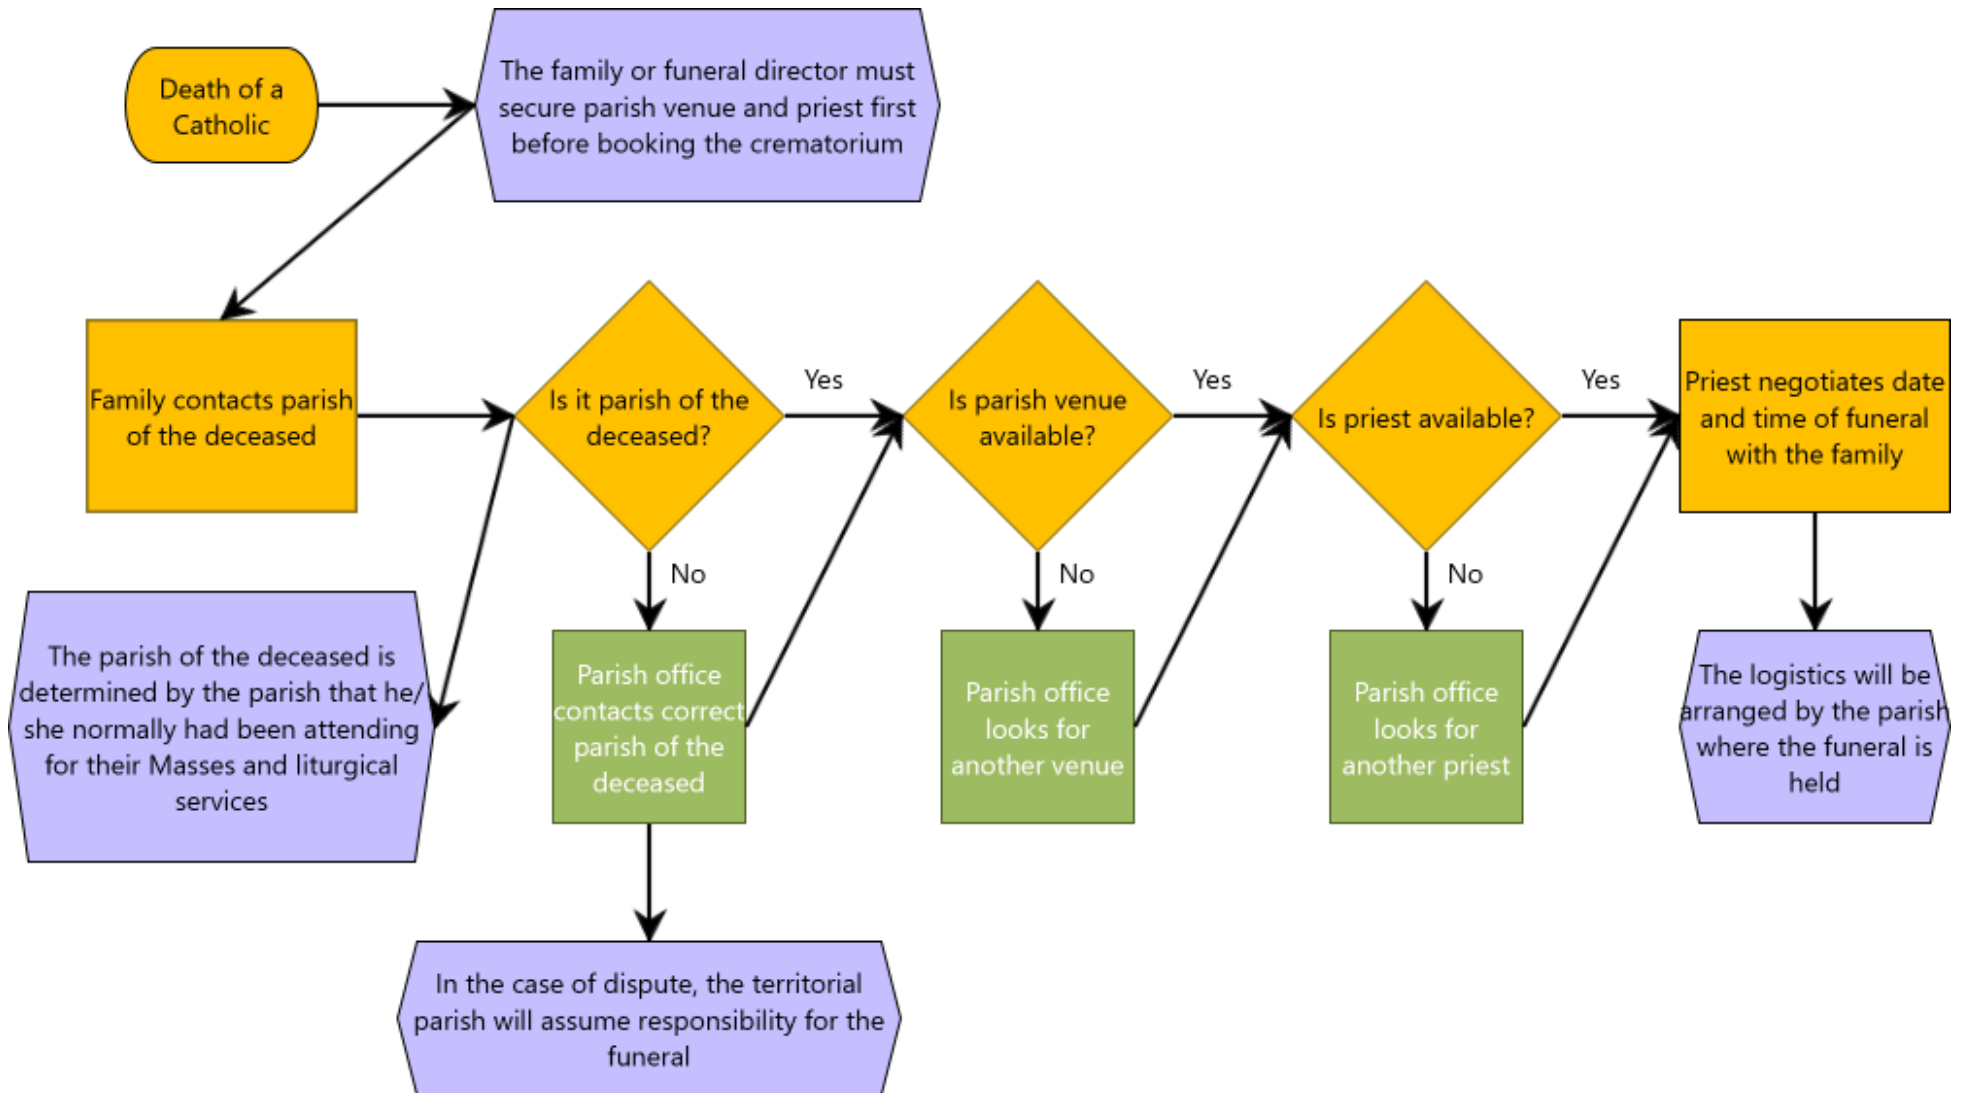 Death of a
Catholic
The family or funeral director must
secure parish venue and priest first
before booking the crematorium
Family contacts parish
of the deceased
Is it parish of the
deceased?
Yes
Is parish venue
available?
Yes
Is priest available?
Yes
Priest negotiates date
and time of funeral
with the family
No
No
No
The parish of the deceased is
determined by the parish that he/
she normally had been attending
for their Masses and liturgical
services
Parish office
contacts correct
parish of the
deceased
Parish office
looks for
another venue
Parish office
looks for
another priest
The logistics will be
arranged by the parish
where the funeral is
held
In the case of dispute, the territorial
parish will assume responsibility for the
funeral